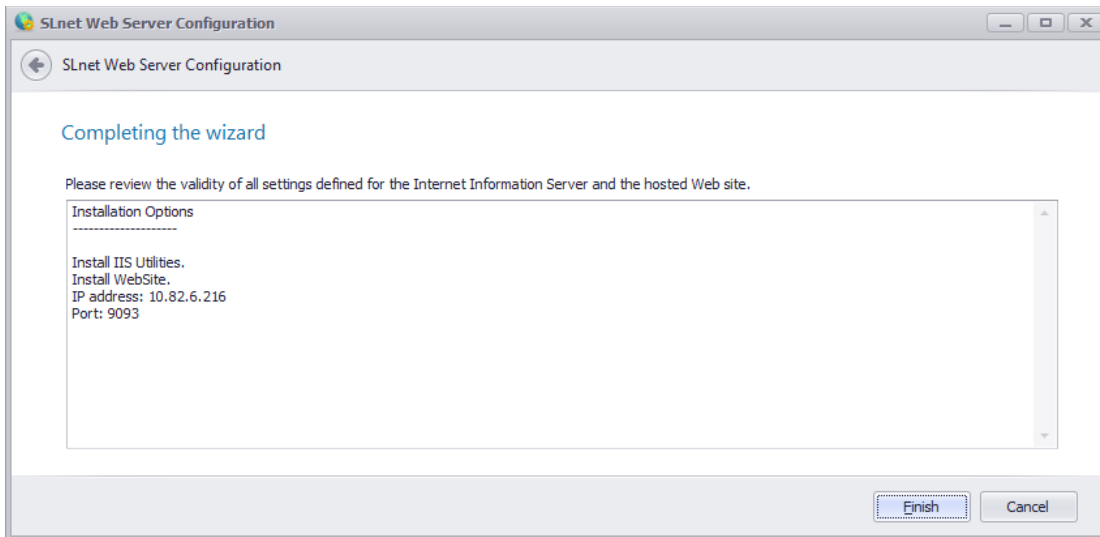 SLnet Web Server Configuration
SLnet Web Server Configuration
Completing the wizard
Please review the validity of all settings defined for the Internet Information Server and the hosted Web site.
Installation Options
--------------------
Install IIS Utilities.
Install WebSite.
IP address: 10.82.6.216
Port: 9093
Finish Cancel